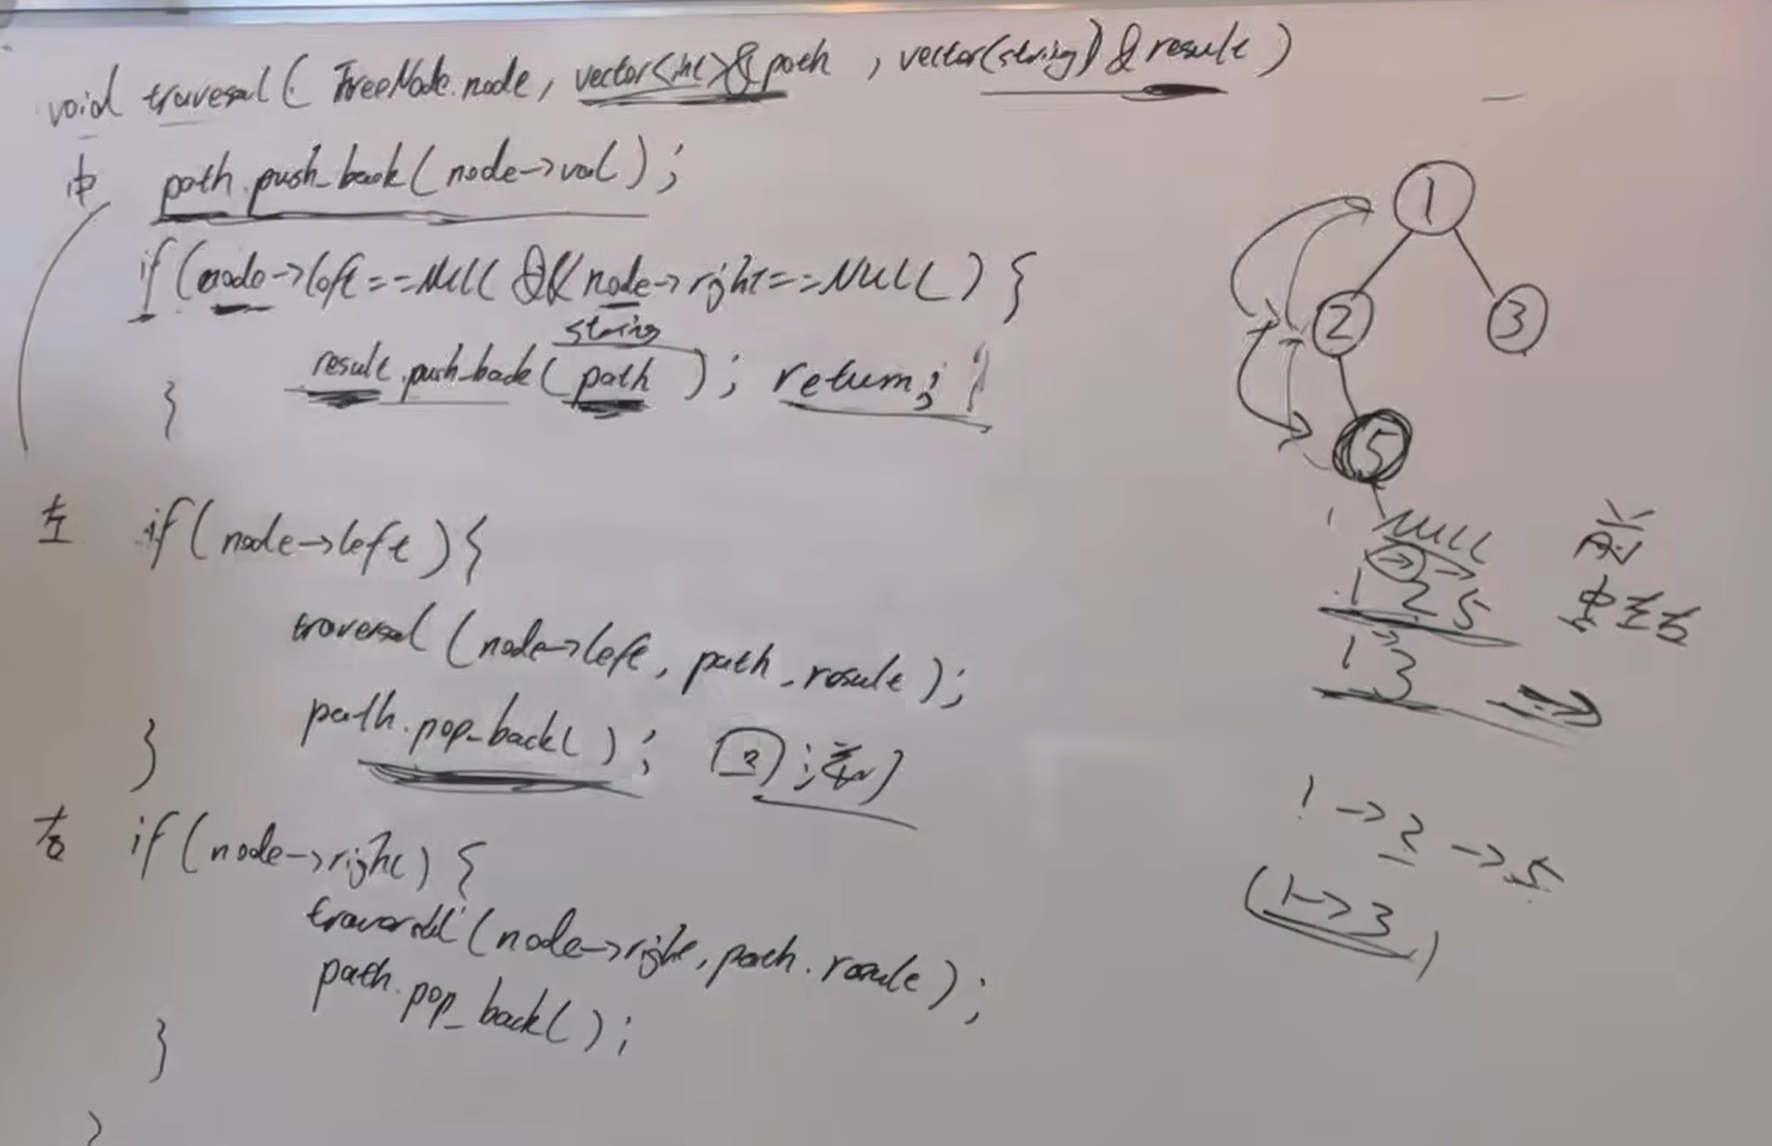 void traversal( TreeNode.node, vector<int>& path , vector(string) & result )
中 path.push_back(node->val);
if(node->left==NULL && node->right==NULL) {
string
result.push_back(path); return; }
}
左 if(node->left){
traversal(node->left, path, result);
path.pop_back();
}
右 if(node->right) {
traversal(node->right, path, result);
path.pop_back();
}
}
1
2 3
5
NULL
前
1 2 5 中左右
1 3
1->2->5
(1->3)